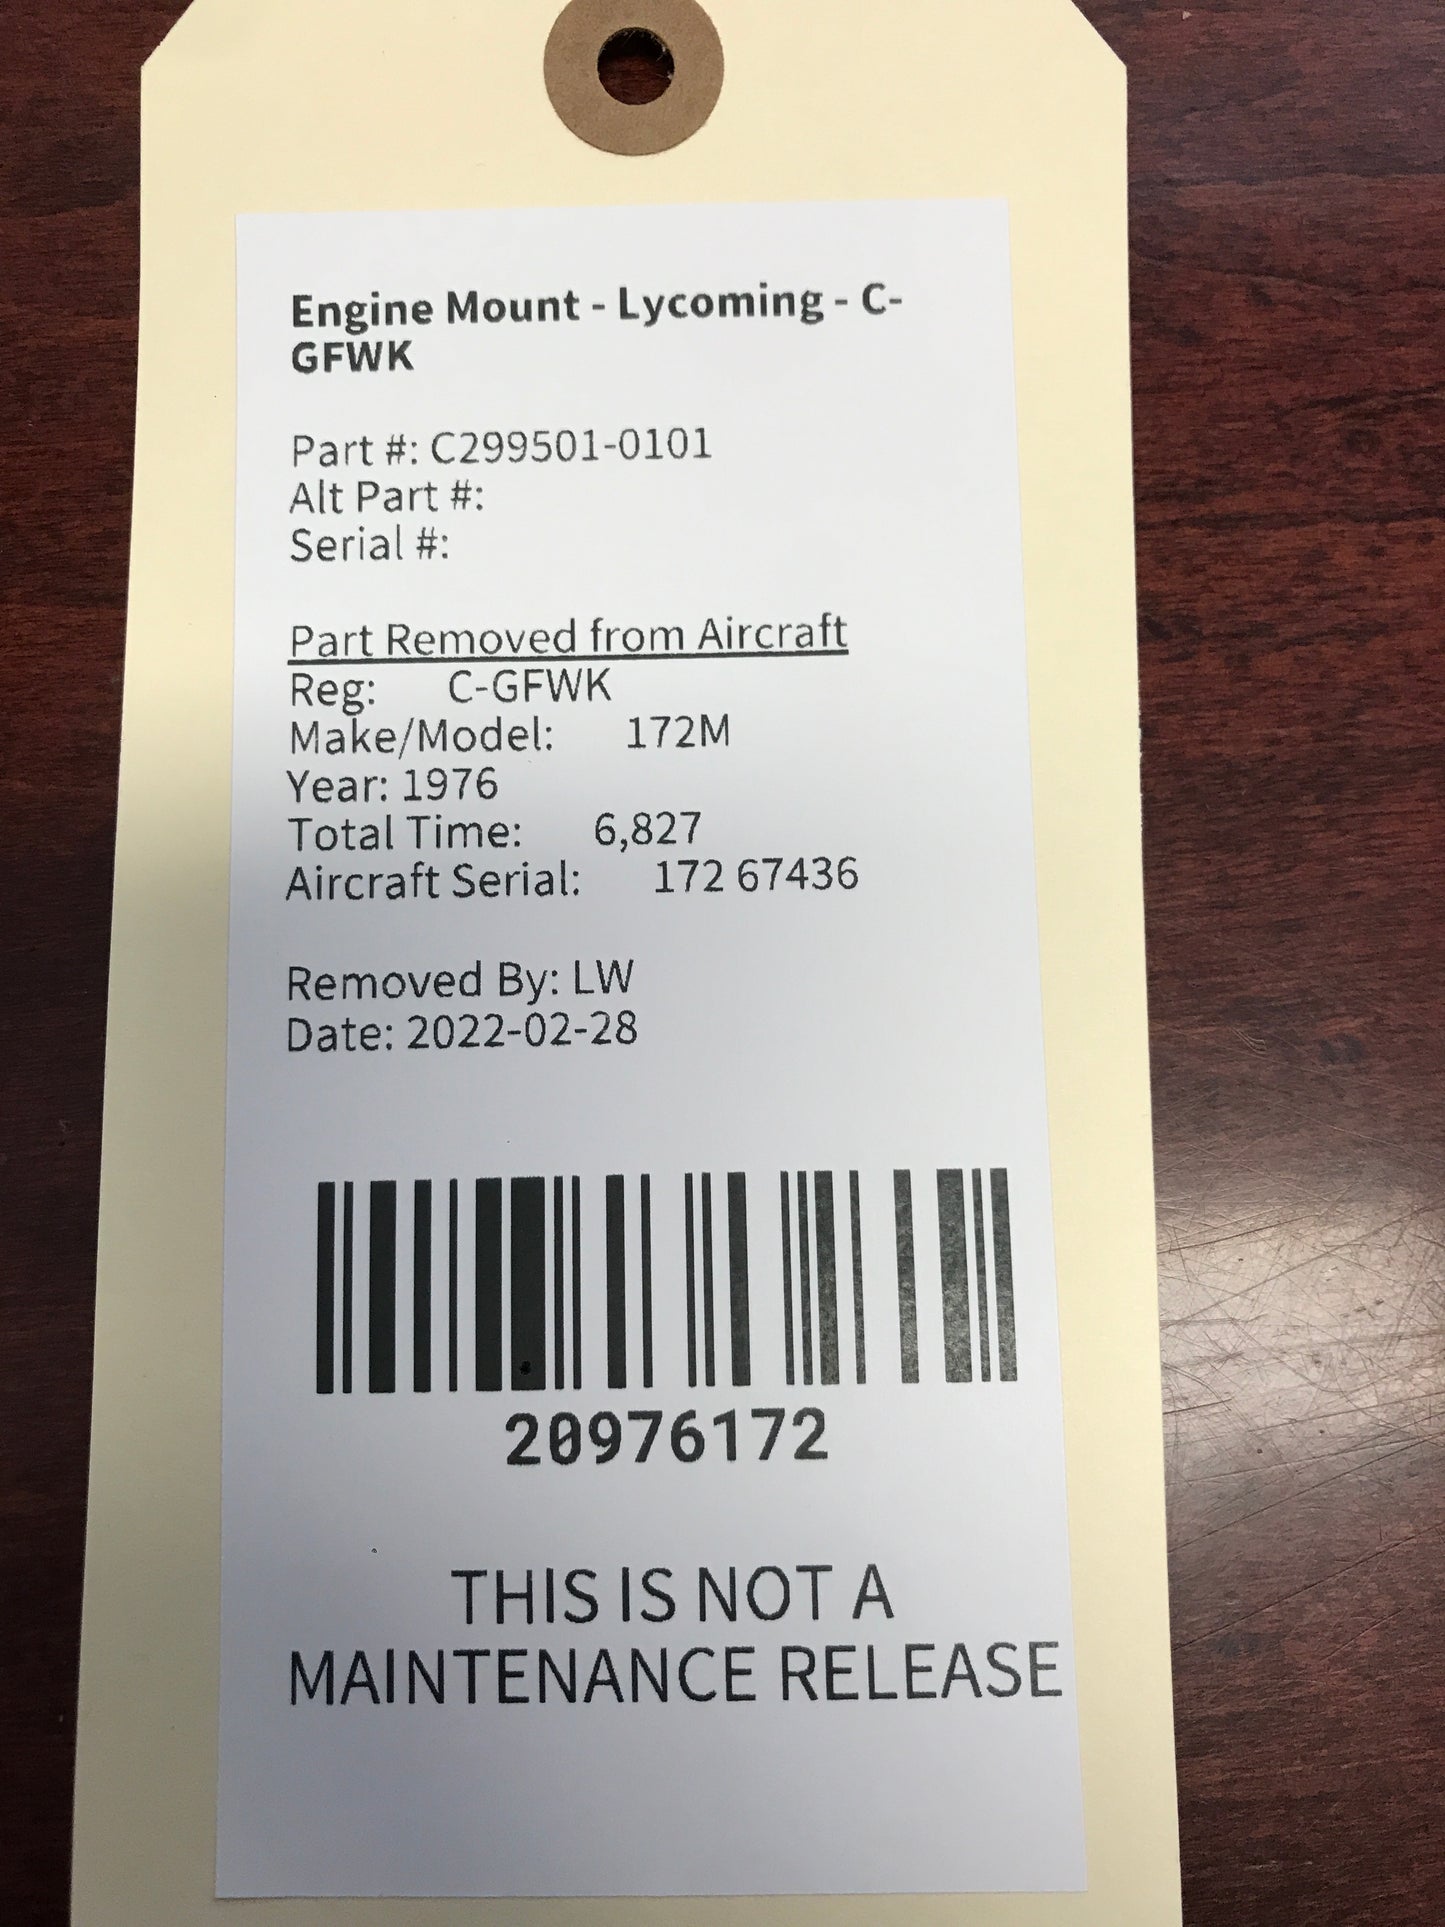 Engine Mount - Lycoming - C-
GFWK
Part #: C299501-0101
Alt Part #:
Serial #:
Part Removed from Aircraft
Reg: C-GFWK
Make/Model: 172M
Year: 1976
Total Time: 6,827
Aircraft Serial: 172 67436
Removed By: LW
Date: 2022-02-28
20976172
THIS IS NOT A
MAINTENANCE RELEASE